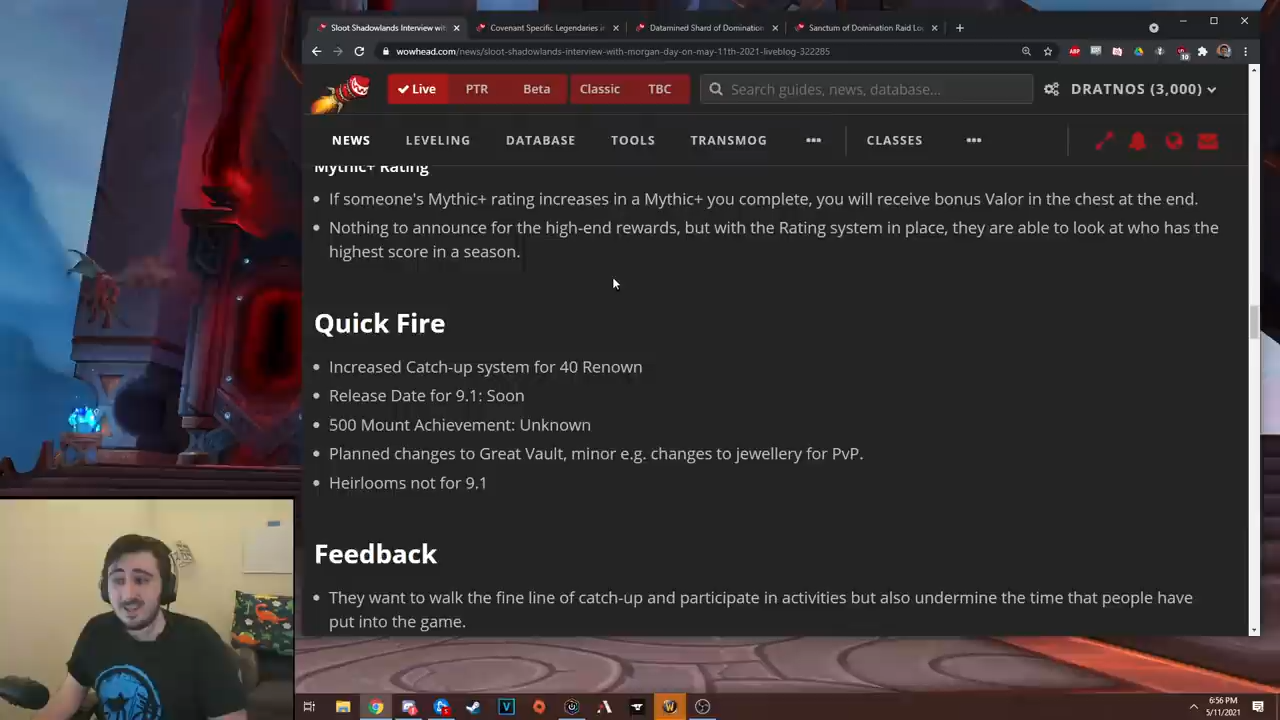 Sloot Shadowlands Interview wit
Covenant Specific Legendaries i
Datamined Shard of Domination
Sanctum of Domination Raid Lo
wowhead.com/news/sloot-shadowlands-interview-with-morgan-day-on-may-11th-2021-liveblog-322285
Live
PTR
Beta
Classic
TBC
Search guides, news, database...
DRATNOS (3,000)
NEWS
LEVELING
DATABASE
TOOLS
TRANSMOG
CLASSES
Mythic+ Rating
If someone's Mythic+ rating increases in a Mythic+ you complete, you will receive bonus Valor in the chest at the end.
Nothing to announce for the high-end rewards, but with the Rating system in place, they are able to look at who has the
highest score in a season.
Quick Fire
Increased Catch-up system for 40 Renown
Release Date for 9.1: Soon
500 Mount Achievement: Unknown
Planned changes to Great Vault, minor e.g. changes to jewellery for PvP.
Heirlooms not for 9.1
Feedback
They want to walk the fine line of catch-up and participate in activities but also undermine the time that people have
put into the game.
6:56 PM
5/11/2021